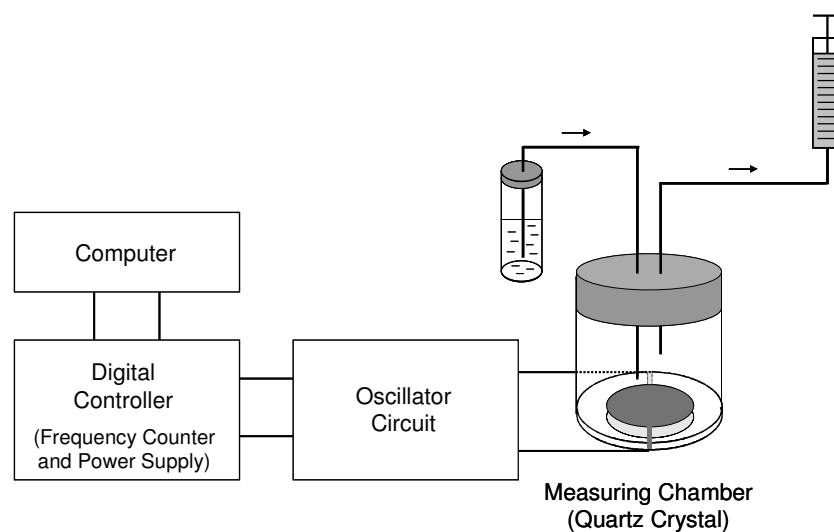 Computer
Digital
Controller
(Frequency Counter
and Power Supply)
Oscillator
Circuit
Measuring Chamber
(Quartz Crystal)